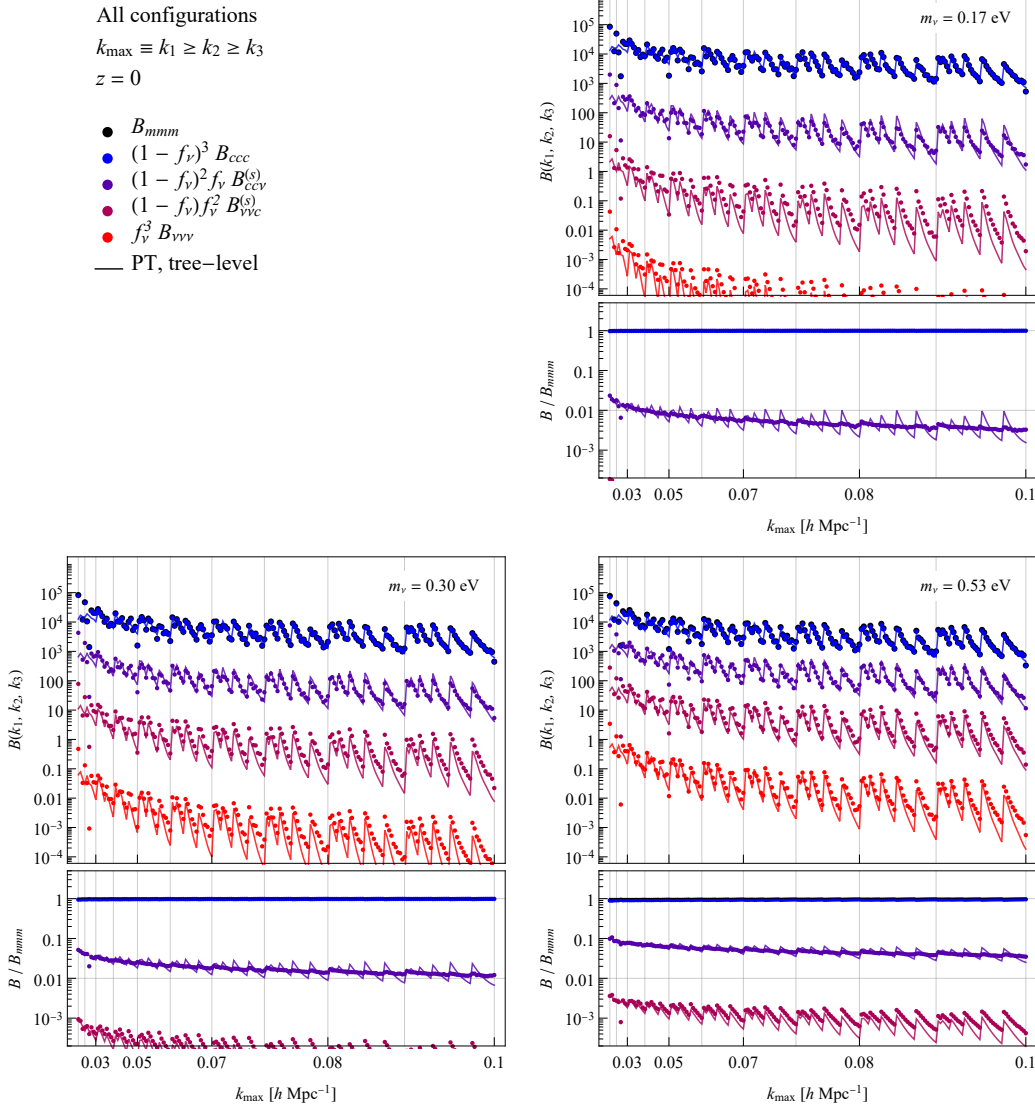 All configurations
k_max ≡ k₁ ≥ k₂ ≥ k₃
z = 0
B_mmm
(1 − f_ν)³ B_ccc
(1 − f_ν)² f_ν B_ccν^(s)
(1 − f_ν) f_ν² B_ννc^(s)
f_ν³ B_ννν
PT, tree−level
m_ν = 0.17 eV
B(k₁, k₂, k₃)
10⁵
10⁴
10³
100
10
1
0.1
0.01
10⁻³
10⁻⁴
B / B_mmm
1
0.1
0.010
10⁻³
0.03 0.05 0.07 0.08 0.1
k_max [h Mpc⁻¹]
m_ν = 0.30 eV
B(k₁, k₂, k₃)
10⁵
10⁴
10³
100
10
1
0.1
0.01
10⁻³
10⁻⁴
B / B_mmm
1
0.1
0.01
10⁻³
0.03 0.05 0.07 0.08 0.1
k_max [h Mpc⁻¹]
m_ν = 0.53 eV
B(k₁, k₂, k₃)
10⁵
10⁴
10³
100
10
1
0.1
0.01
10⁻³
10⁻⁴
B / B_mmm
1
0.1
0.01
10⁻³
0.03 0.05 0.07 0.08 0.1
k_max [h Mpc⁻¹]